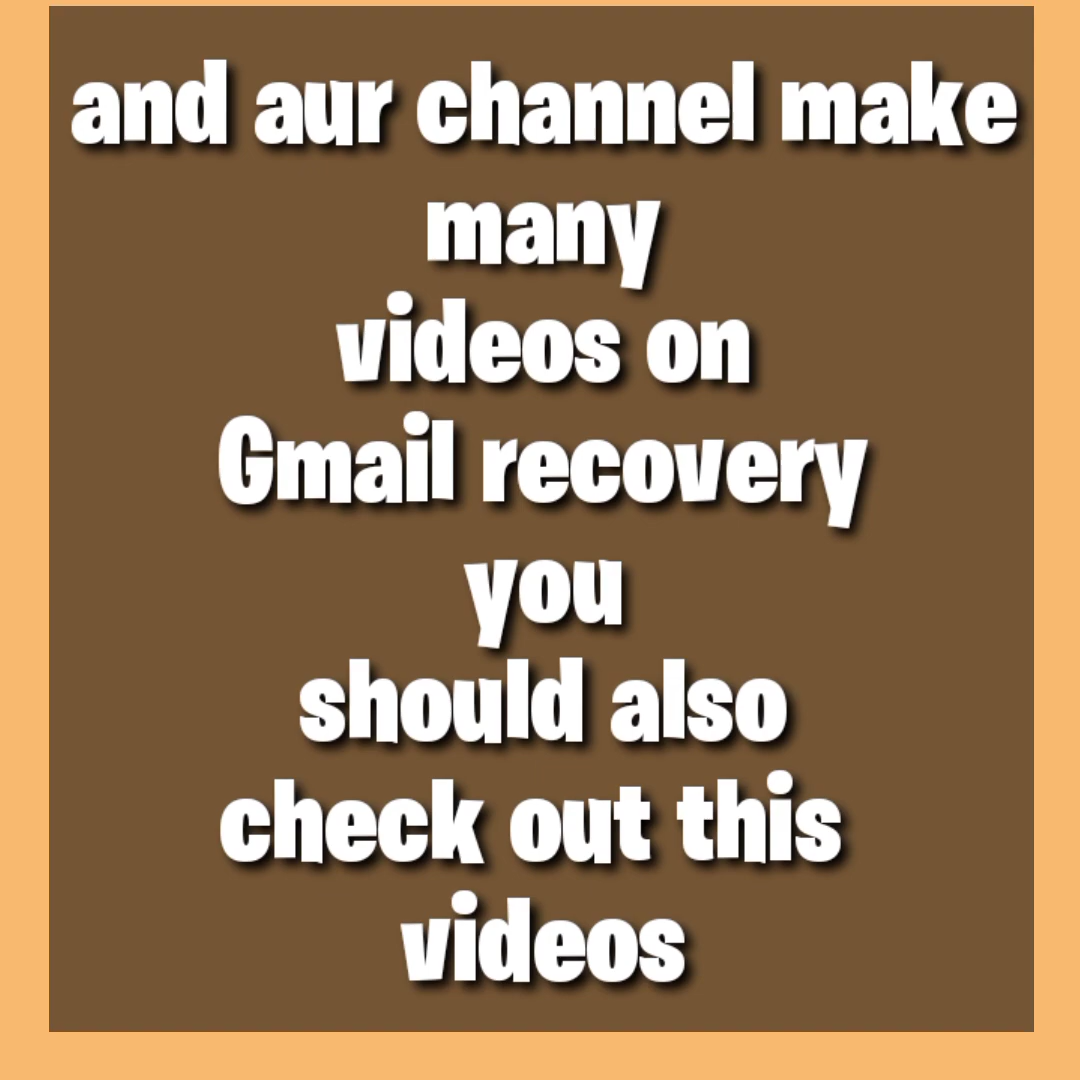 and aur channel make
many
videos on
Gmail recovery
you
should also
check out this
videos